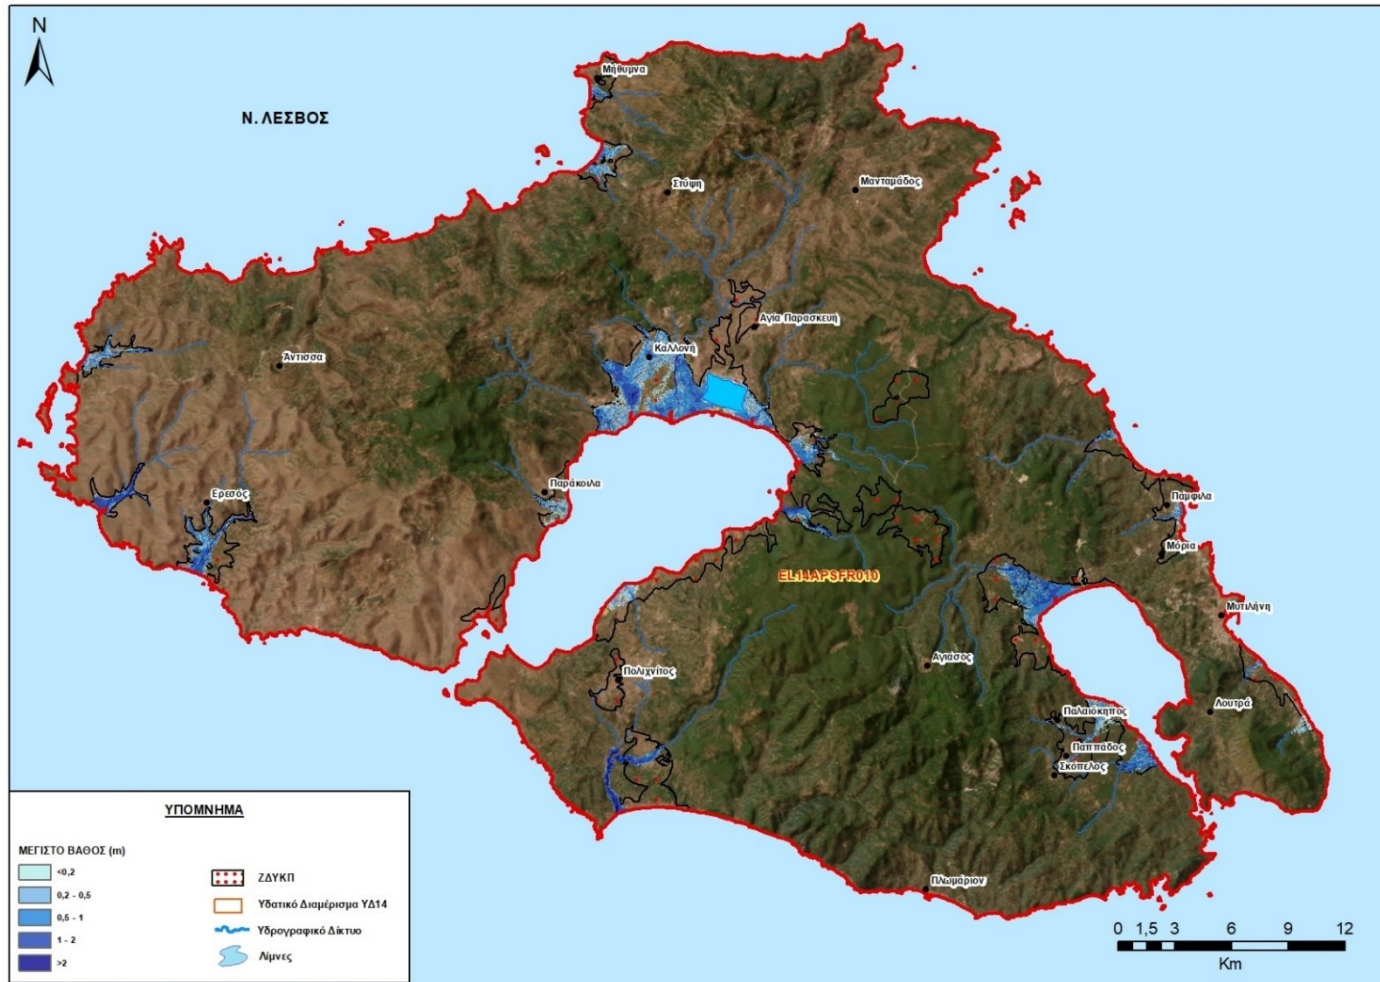 N
Ν. ΛΕΣΒΟΣ
Μήθυμνα
Στύψη
Μανταμάδος
Αγία Παρασκευή
Καλλονή
Άντισσα
Ερεσός
Παράκοιλα
Πάμφιλα
Μόρια
EL14APSFR010
Μυτιλήνη
Αγιάσος
Πολιχνίτος
Παλαιόκηπος
Λουτρά
Παππάδος
Σκόπελος
Πλωμάριον
ΥΠΟΜΝΗΜΑ
ΜΕΓΙΣΤΟ ΒΑΘΟΣ (m)
<0,2
0,2 - 0,5
0,5 - 1
1 - 2
>2
ΖΔΥΚΠ
Υδατικό Διαμέρισμα ΥΔ14
Υδρογραφικό Δίκτυο
Λίμνες
0 1,5 3 6 9 12
Km